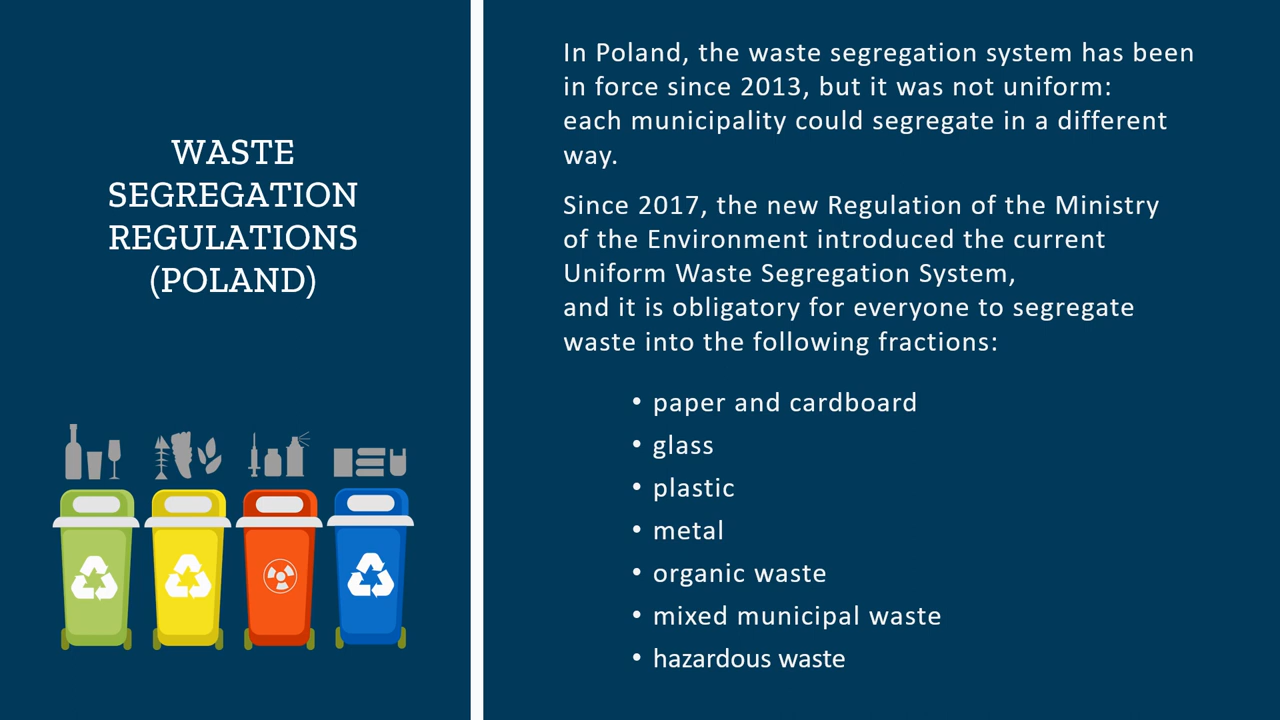 WASTE
SEGREGATION
REGULATIONS
(POLAND)
In Poland, the waste segregation system has been
in force since 2013, but it was not uniform:
each municipality could segregate in a different
way.
Since 2017, the new Regulation of the Ministry
of the Environment introduced the current
Uniform Waste Segregation System,
and it is obligatory for everyone to segregate
waste into the following fractions:
• paper and cardboard
• glass
• plastic
• metal
• organic waste
• mixed municipal waste
• hazardous waste